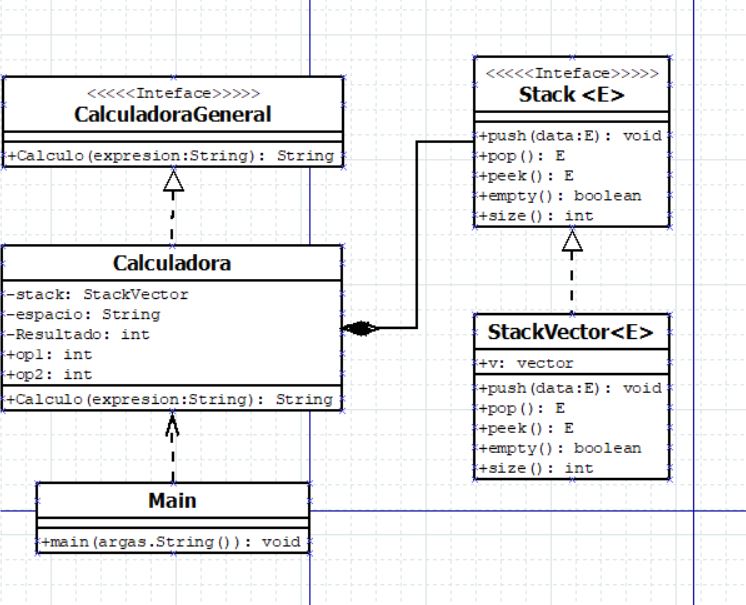 <<<<<Inteface>>>>>
CalculadoraGeneral
+Calculo(expresion:String): String
Calculadora
-stack: StackVector
-espacio: String
-Resultado: int
+op1: int
+op2: int
+Calculo(expresion:String): String
Main
+main(argas.String()): void
<<<<<Inteface>>>>>
Stack <E>
+push(data:E): void
+pop(): E
+peek(): E
+empty(): boolean
+size(): int
StackVector<E>
+v: vector
+push(data:E): void
+pop(): E
+peek(): E
+empty(): boolean
+size(): int